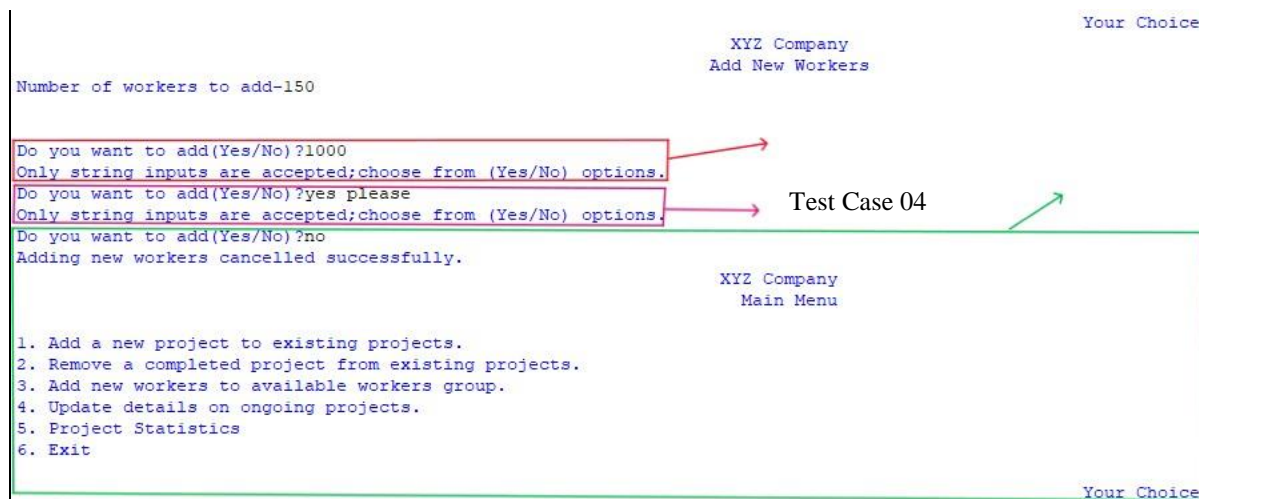 Your Choice
XYZ Company
Add New Workers
Number of workers to add-150
Do you want to add(Yes/No)?1000
Only string inputs are accepted;choose from (Yes/No) options.
Do you want to add(Yes/No)?yes please
Only string inputs are accepted;choose from (Yes/No) options.
Test Case 04
Do you want to add(Yes/No)?no
Adding new workers cancelled successfully.
XYZ Company
Main Menu
1. Add a new project to existing projects.
2. Remove a completed project from existing projects.
3. Add new workers to available workers group.
4. Update details on ongoing projects.
5. Project Statistics
6. Exit
Your Choice